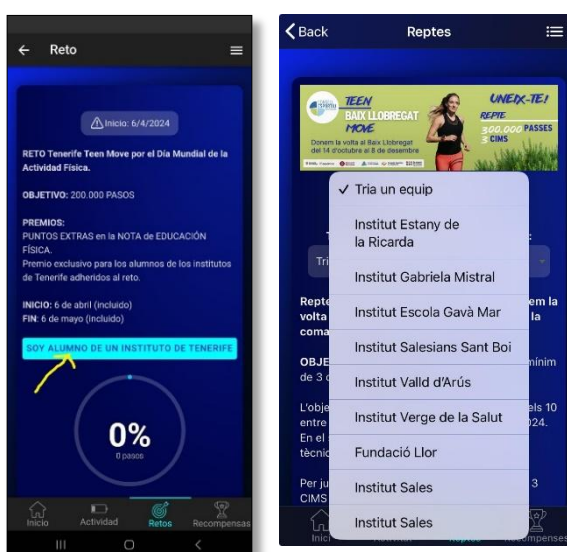 Reto
Inicio: 6/4/2024
RETO Tenerife Teen Move por el Día Mundial de la
Actividad Física.
OBJETIVO: 200.000 PASOS
PREMIOS:
PUNTOS EXTRAS en la NOTA de EDUCACIÓN
FÍSICA.
Premio exclusivo para los alumnos de los institutos
de Tenerife adheridos al reto.
INICIO: 6 de abril (incluido)
FIN: 6 de mayo (incluido)
SOY ALUMNO DE UN INSTITUTO DE TENERIFE
0%
0 pasos
Inicio Actividad Retos Recompensas
Back Reptes
TEEN
BAIX LLOBREGAT
MOVE
Donem la volta al Baix Llobregat
del 14 d'octubre al 8 de desembre
UNEIX-TE!
REPTE
300.000 PASSES
3 CIMS
✓ Tria un equip
Institut Estany de
la Ricarda
Institut Gabriela Mistral
Institut Escola Gavà Mar
Institut Salesians Sant Boi
Institut Valld d'Arús
Institut Verge de la Salut
Fundació Llor
Institut Sales
Institut Sales
Tri
Repte em la
volta la
coma
OBJE mínim
de 3 c
L'obje els 10
entre 024.
En el s
tècnic
Per ju 3
CIMS
Inici Reptes mpenses